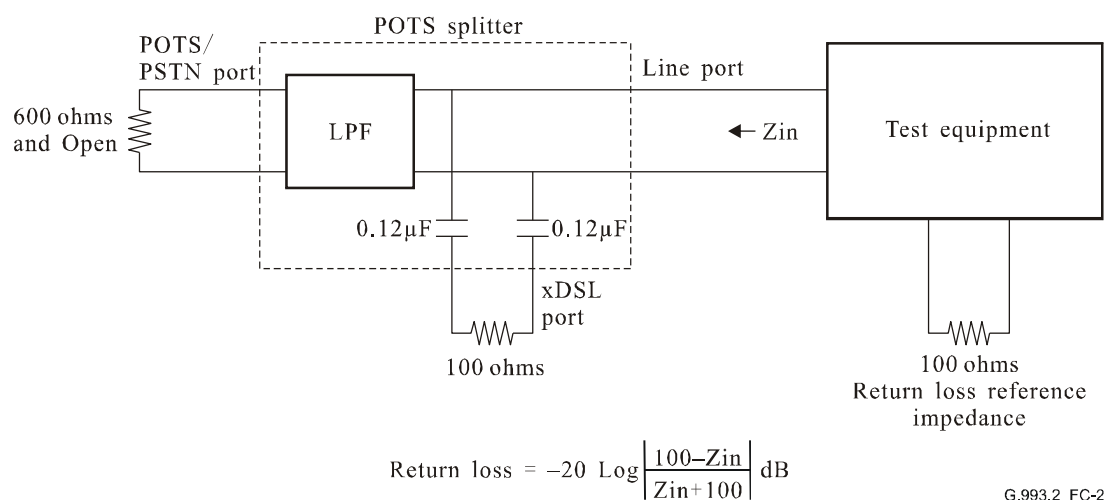 POTS splitter
POTS/
PSTN port
Line port
600 ohms
and Open
LPF
Zin
Test equipment
0.12µF
0.12µF
xDSL
port
100 ohms
100 ohms
Return loss reference
impedance
Return loss = –20 Log |100–Zin / Zin+100| dB
G.993.2_FC-2